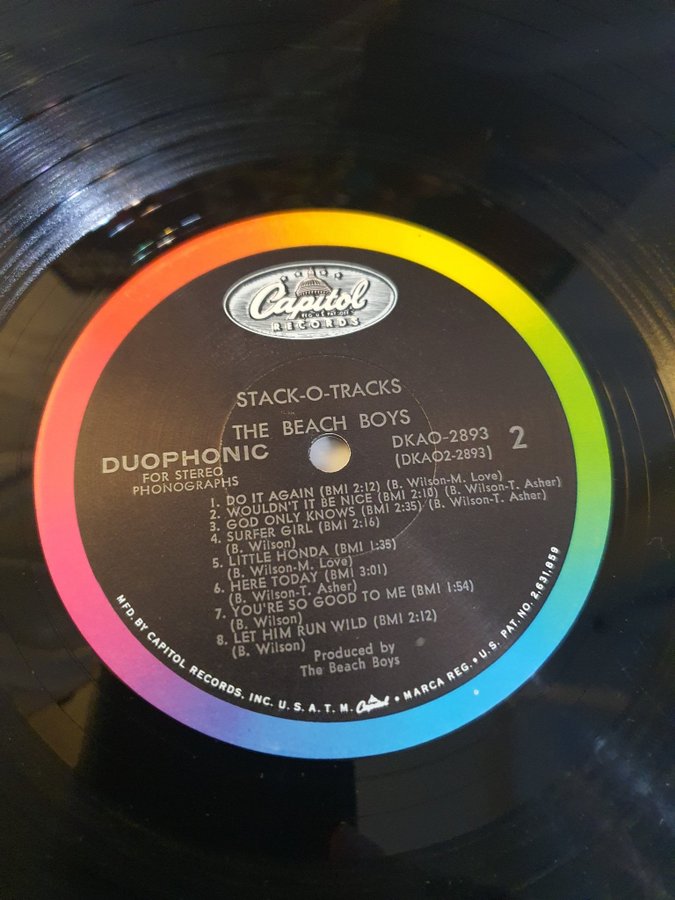 Capitol
RECORDS
STACK-O-TRACKS
THE BEACH BOYS
DUOPHONIC
FOR STEREO
PHONOGRAPHS
DKAO-2893
(DKAO2-2893)
2
1. DO IT AGAIN (BMI 2:12) (B. Wilson-M. Love)
2. WOULDN'T IT BE NICE (BMI 2:10) (B. Wilson-T. Asher)
3. GOD ONLY KNOWS (BMI 2:35) (B. Wilson-T. Asher)
4. SURFER GIRL (BMI 2:16)
(B. Wilson)
5. LITTLE HONDA (BMI 1:35)
(B. Wilson-M. Love)
6. HERE TODAY (BMI 3:01)
(B. Wilson-T. Asher)
7. YOU'RE SO GOOD TO ME (BMI 1:54)
(B. Wilson)
8. LET HIM RUN WILD (BMI 2:12)
(B. Wilson)
Produced by
The Beach Boys
MFD. BY CAPITOL RECORDS, INC. U.S.A. T.M. Capitol • MARCA REG. • U.S. PAT. NO. 2,631,859